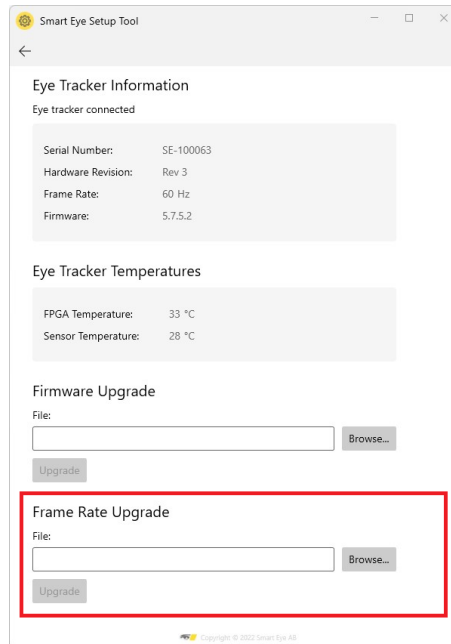 Smart Eye Setup Tool
Eye Tracker Information
Eye tracker connected
Serial Number: SE-100063
Hardware Revision: Rev 3
Frame Rate: 60 Hz
Firmware: 5.7.5.2
Eye Tracker Temperatures
FPGA Temperature: 33 °C
Sensor Temperature: 28 °C
Firmware Upgrade
File:
Browse...
Upgrade
Frame Rate Upgrade
File:
Browse...
Upgrade
Copyright © 2022 Smart Eye AB